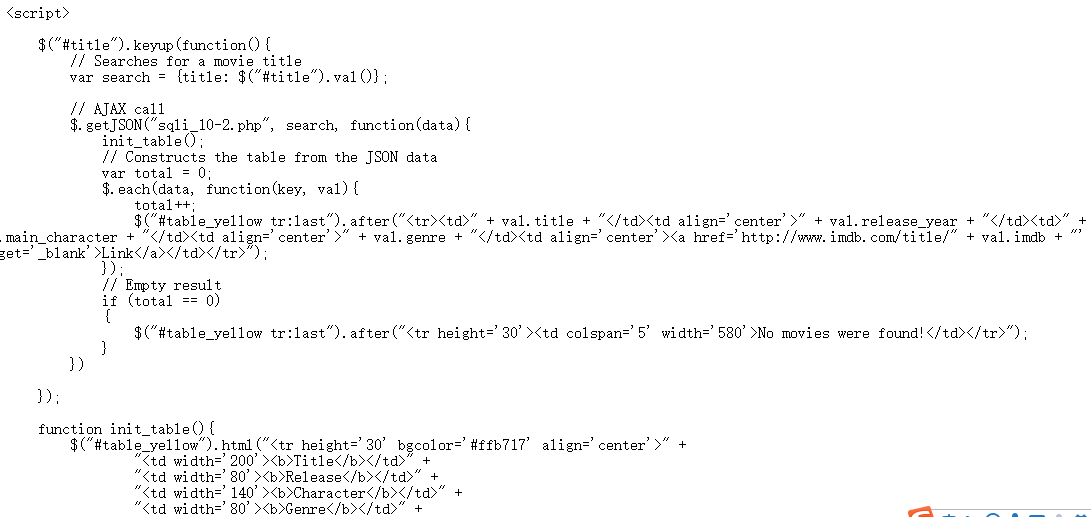 <script>
$("#title").keyup(function(){
// Searches for a movie title
var search = {title: $("#title").val()};
// AJAX call
$.getJSON("sqli_10-2.php", search, function(data){
init_table();
// Constructs the table from the JSON data
var total = 0;
$.each(data, function(key, val){
total++;
$("#table_yellow tr:last").after("<tr><td>" + val.title + "</td><td align='center'>" + val.release_year + "</td><td>" +
.main_character + "</td><td align='center'>" + val.genre + "</td><td align='center'><a href='http://www.imdb.com/title/" + val.imdb + "'
get='_blank'>Link</a></td></tr>");
});
// Empty result
if (total == 0)
{
$("#table_yellow tr:last").after("<tr height='30'><td colspan='5' width='580'>No movies were found!</td></tr>");
}
})
});
function init_table(){
$("#table_yellow").html("<tr height='30' bgcolor='#ffb717' align='center'>" +
"<td width='200'><b>Title</b></td>" +
"<td width='80'><b>Release</b></td>" +
"<td width='140'><b>Character</b></td>" +
"<td width='80'><b>Genre</b></td>" +